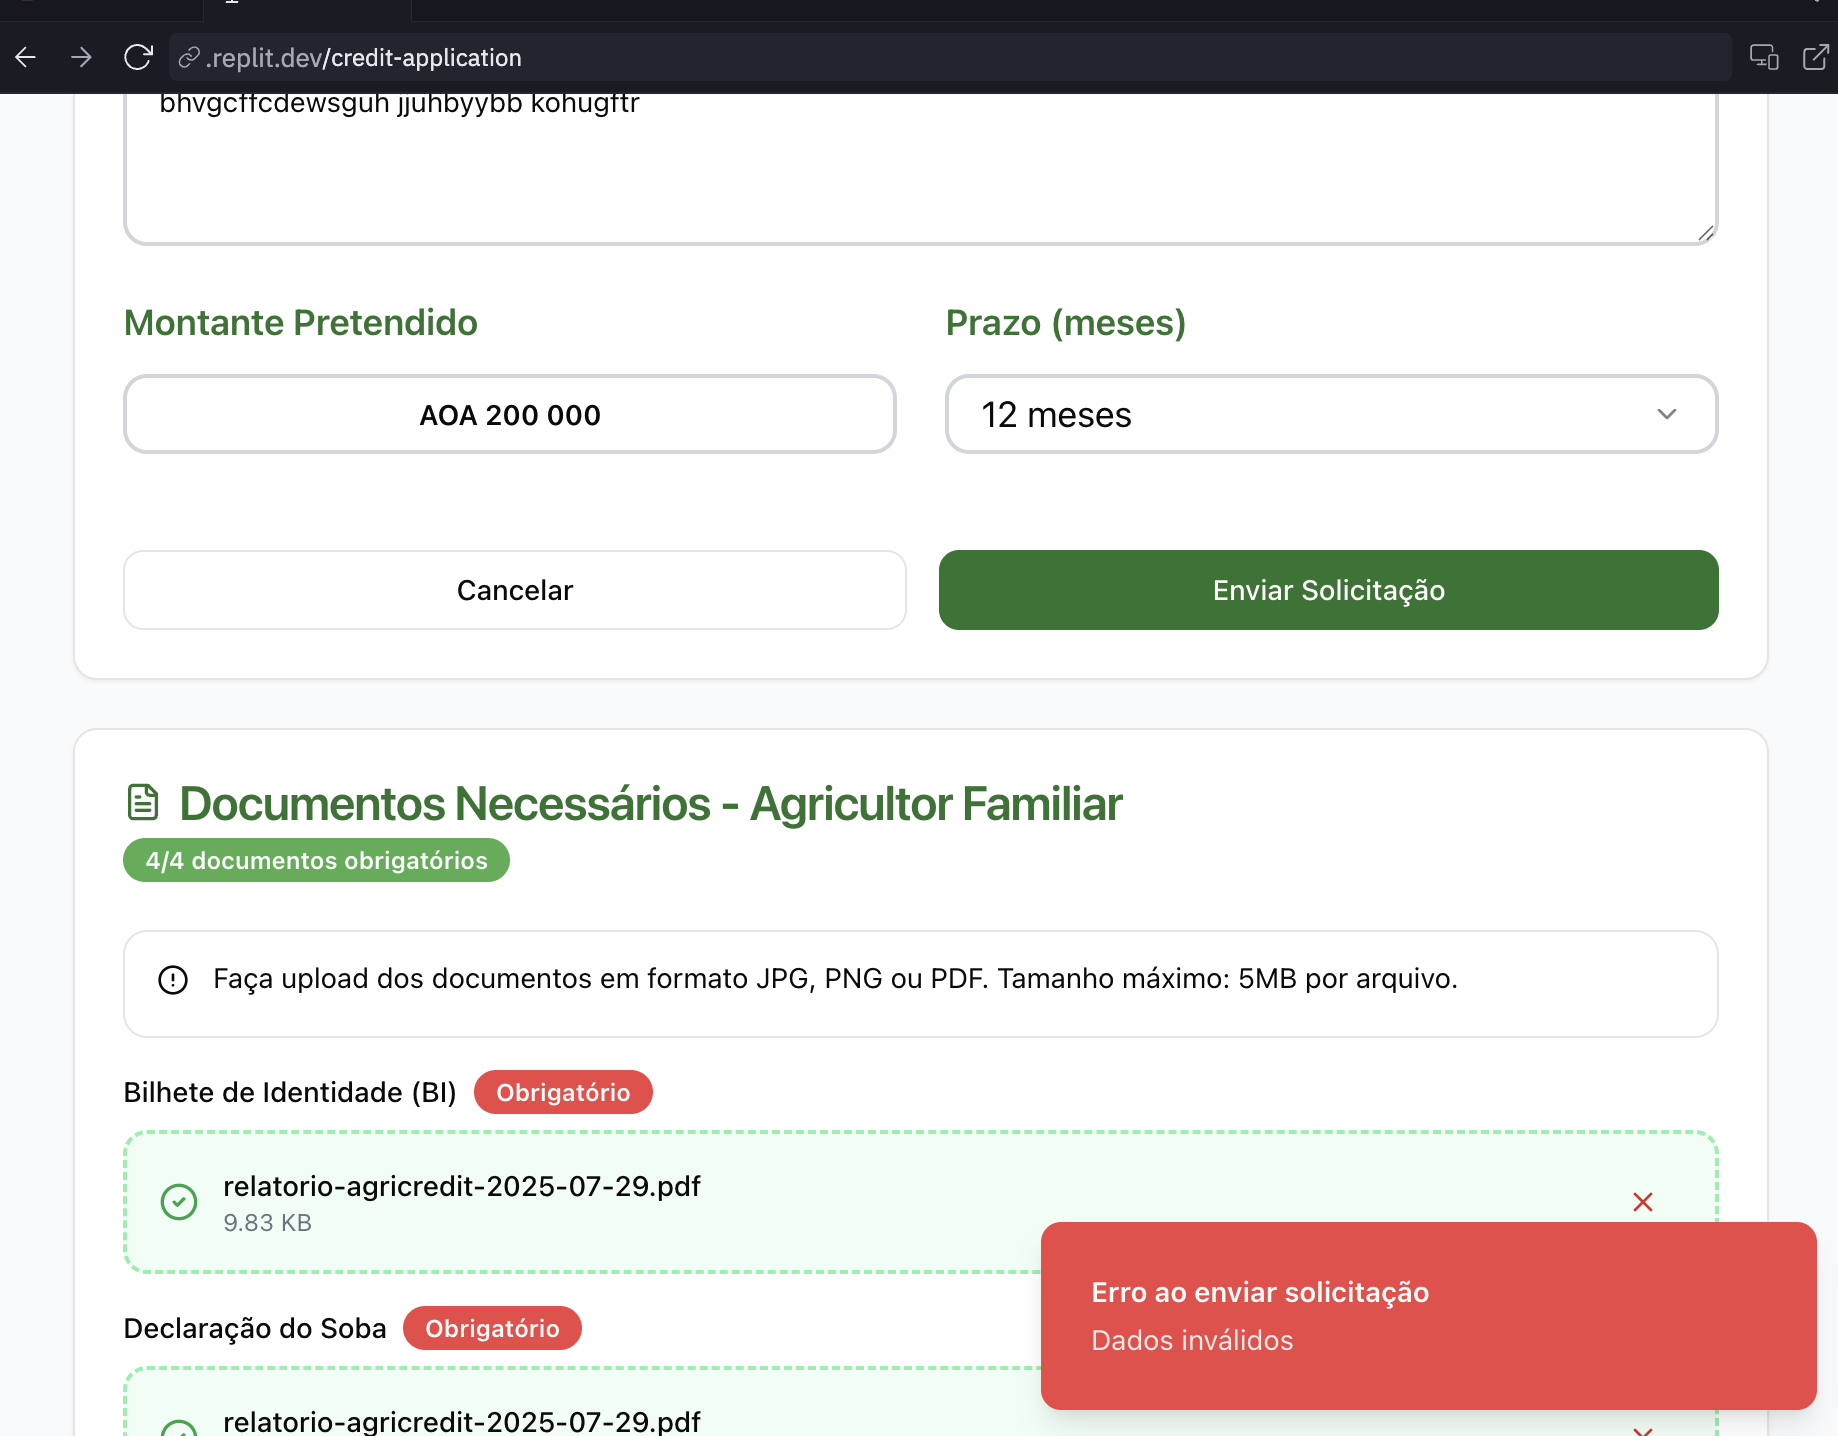 .replit.dev/credit-application
bhvgcffcdewsguh jjuhbyybb kohugftr
Montante Pretendido
Prazo (meses)
AOA 200 000
12 meses
Cancelar
Enviar Solicitação
Documentos Necessários - Agricultor Familiar
4/4 documentos obrigatórios
Faça upload dos documentos em formato JPG, PNG ou PDF. Tamanho máximo: 5MB por arquivo.
Bilhete de Identidade (BI)
Obrigatório
relatorio-agricredit-2025-07-29.pdf
9.83 KB
Declaração do Soba
Obrigatório
relatorio-agricredit-2025-07-29.pdf
Erro ao enviar solicitação
Dados inválidos